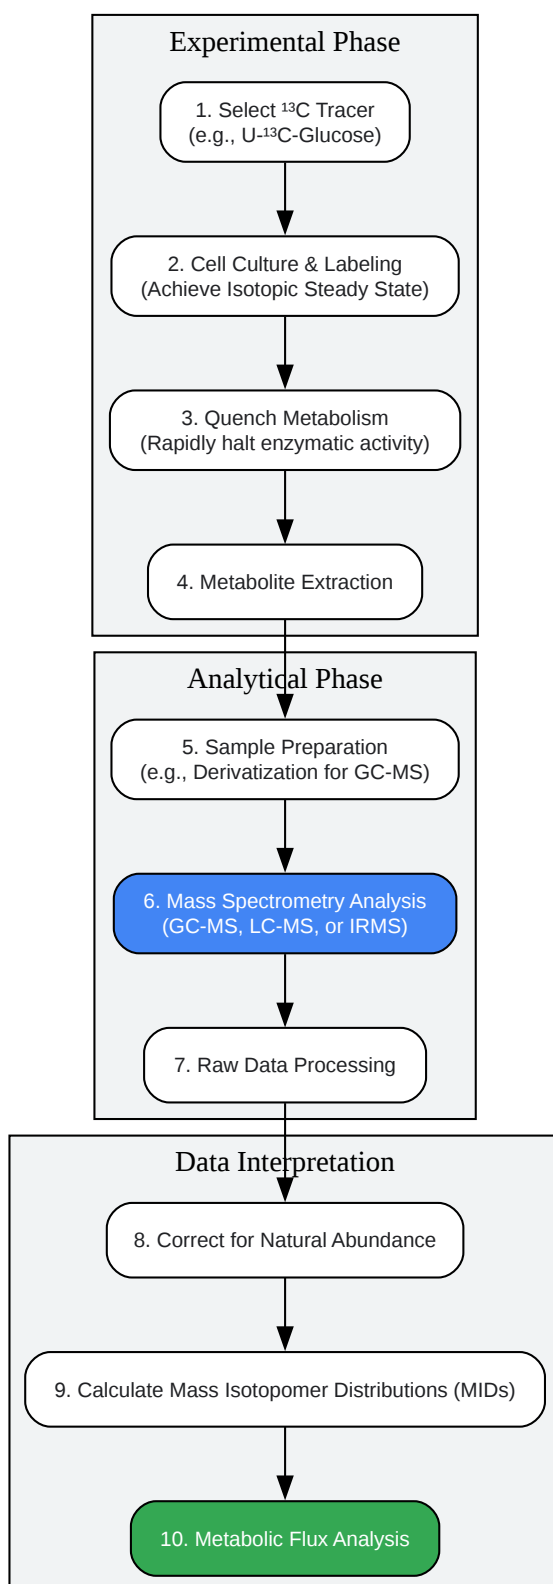 Experimental Phase
1. Select ¹³C Tracer
(e.g., U-¹³C-Glucose)
2. Cell Culture & Labeling
(Achieve Isotopic Steady State)
3. Quench Metabolism
(Rapidly halt enzymatic activity)
4. Metabolite Extraction
Analytical Phase
5. Sample Preparation
(e.g., Derivatization for GC-MS)
6. Mass Spectrometry Analysis
(GC-MS, LC-MS, or IRMS)
7. Raw Data Processing
Data Interpretation
8. Correct for Natural Abundance
9. Calculate Mass Isotopomer Distributions (MIDs)
10. Metabolic Flux Analysis